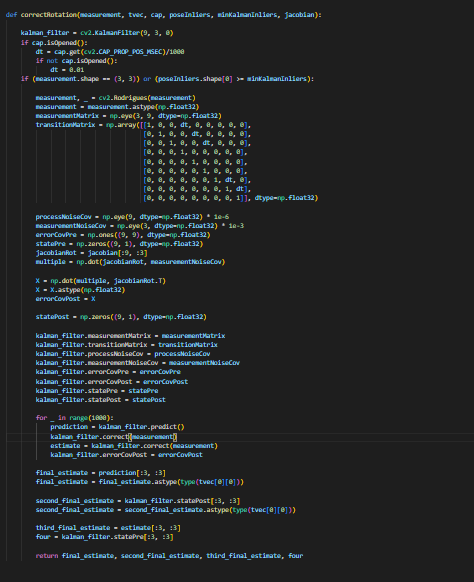 def correctRotation(measurement, tvec, cap, poseInliers, minKalmanInliers, jacobian):
kalman_filter = cv2.KalmanFilter(9, 3, 0)
if cap.isOpened():
dt = cap.get(cv2.CAP_PROP_POS_MSEC)/1000
if not cap.isOpened():
dt = 0.01
if (measurement.shape == (3, 3)) or (poseInliers.shape[0] >= minKalmanInliers):
measurement, _ = cv2.Rodrigues(measurement)
measurement = measurement.astype(np.float32)
measurementMatrix = np.eye(3, 9, dtype=np.float32)
transitionMatrix = np.array([[1, 0, 0, dt, 0, 0, 0, 0, 0],
[0, 1, 0, 0, dt, 0, 0, 0, 0],
[0, 0, 1, 0, 0, dt, 0, 0, 0],
[0, 0, 0, 1, 0, 0, 0, 0, 0],
[0, 0, 0, 0, 1, 0, 0, 0, 0],
[0, 0, 0, 0, 0, 1, 0, 0, 0],
[0, 0, 0, 0, 0, 0, 1, dt, 0],
[0, 0, 0, 0, 0, 0, 0, 1, dt],
[0, 0, 0, 0, 0, 0, 0, 0, 1]], dtype=np.float32)
processNoiseCov = np.eye(9, dtype=np.float32) * 1e-6
measurementNoiseCov = np.eye(3, dtype=np.float32) * 1e-3
errorCovPre = np.ones((9, 9), dtype=np.float32)
statePre = np.zeros((9, 1), dtype=np.float32)
jacobianRot = jacobian[:9, :3]
multiple = np.dot(jacobianRot, measurementNoiseCov)
X = np.dot(multiple, jacobianRot.T)
X = X.astype(np.float32)
errorCovPost = X
statePost = np.zeros((9, 1), dtype=np.float32)
kalman_filter.measurementMatrix = measurementMatrix
kalman_filter.transitionMatrix = transitionMatrix
kalman_filter.processNoiseCov = processNoiseCov
kalman_filter.measurementNoiseCov = measurementNoiseCov
kalman_filter.errorCovPre = errorCovPre
kalman_filter.errorCovPost = errorCovPost
kalman_filter.statePre = statePre
kalman_filter.statePost = statePost
for _ in range(1000):
prediction = kalman_filter.predict()
kalman_filter.correct(measurement)
estimate = kalman_filter.correct(measurement)
kalman_filter.errorCovPost = errorCovPost
final_estimate = prediction[:3, :3]
final_estimate = final_estimate.astype(type(tvec[0][0]))
second_final_estimate = kalman_filter.statePost[:3, :3]
second_final_estimate = second_final_estimate.astype(type(tvec[0][0]))
third_final_estimate = estimate[:3, :3]
four = kalman_filter.statePre[:3, :3]
return final_estimate, second_final_estimate, third_final_estimate, four